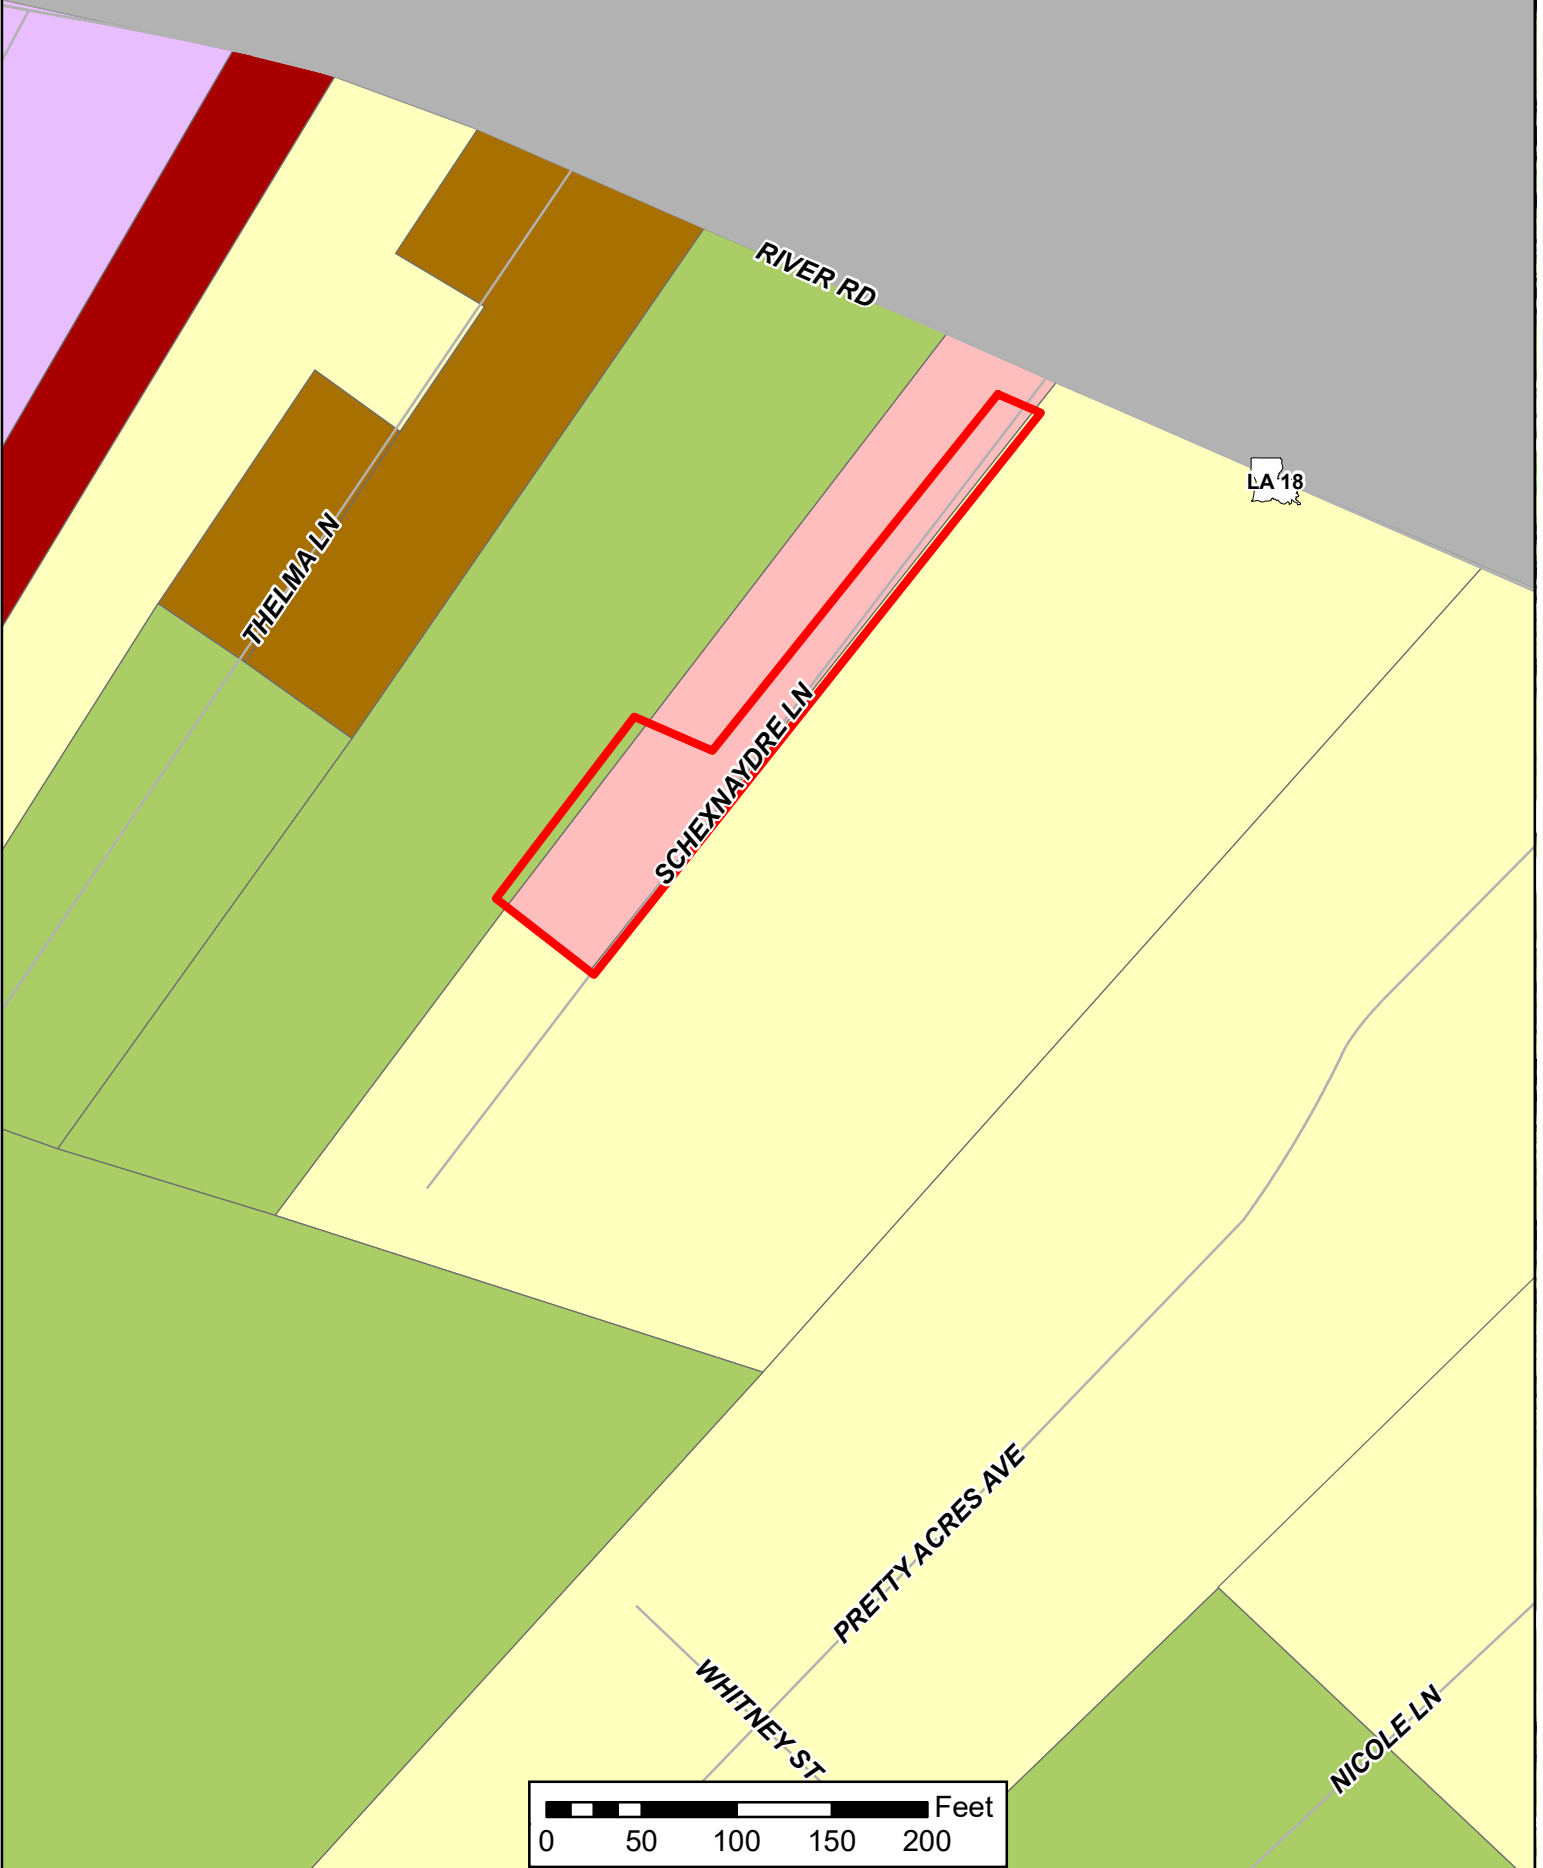 RIVER RD
LA 18
THELMA LN
SCHEXNAYDRE LN
PRETTY ACRES AVE
WHITNEY ST
NICOLE LN
Feet
0 50 100 150 200